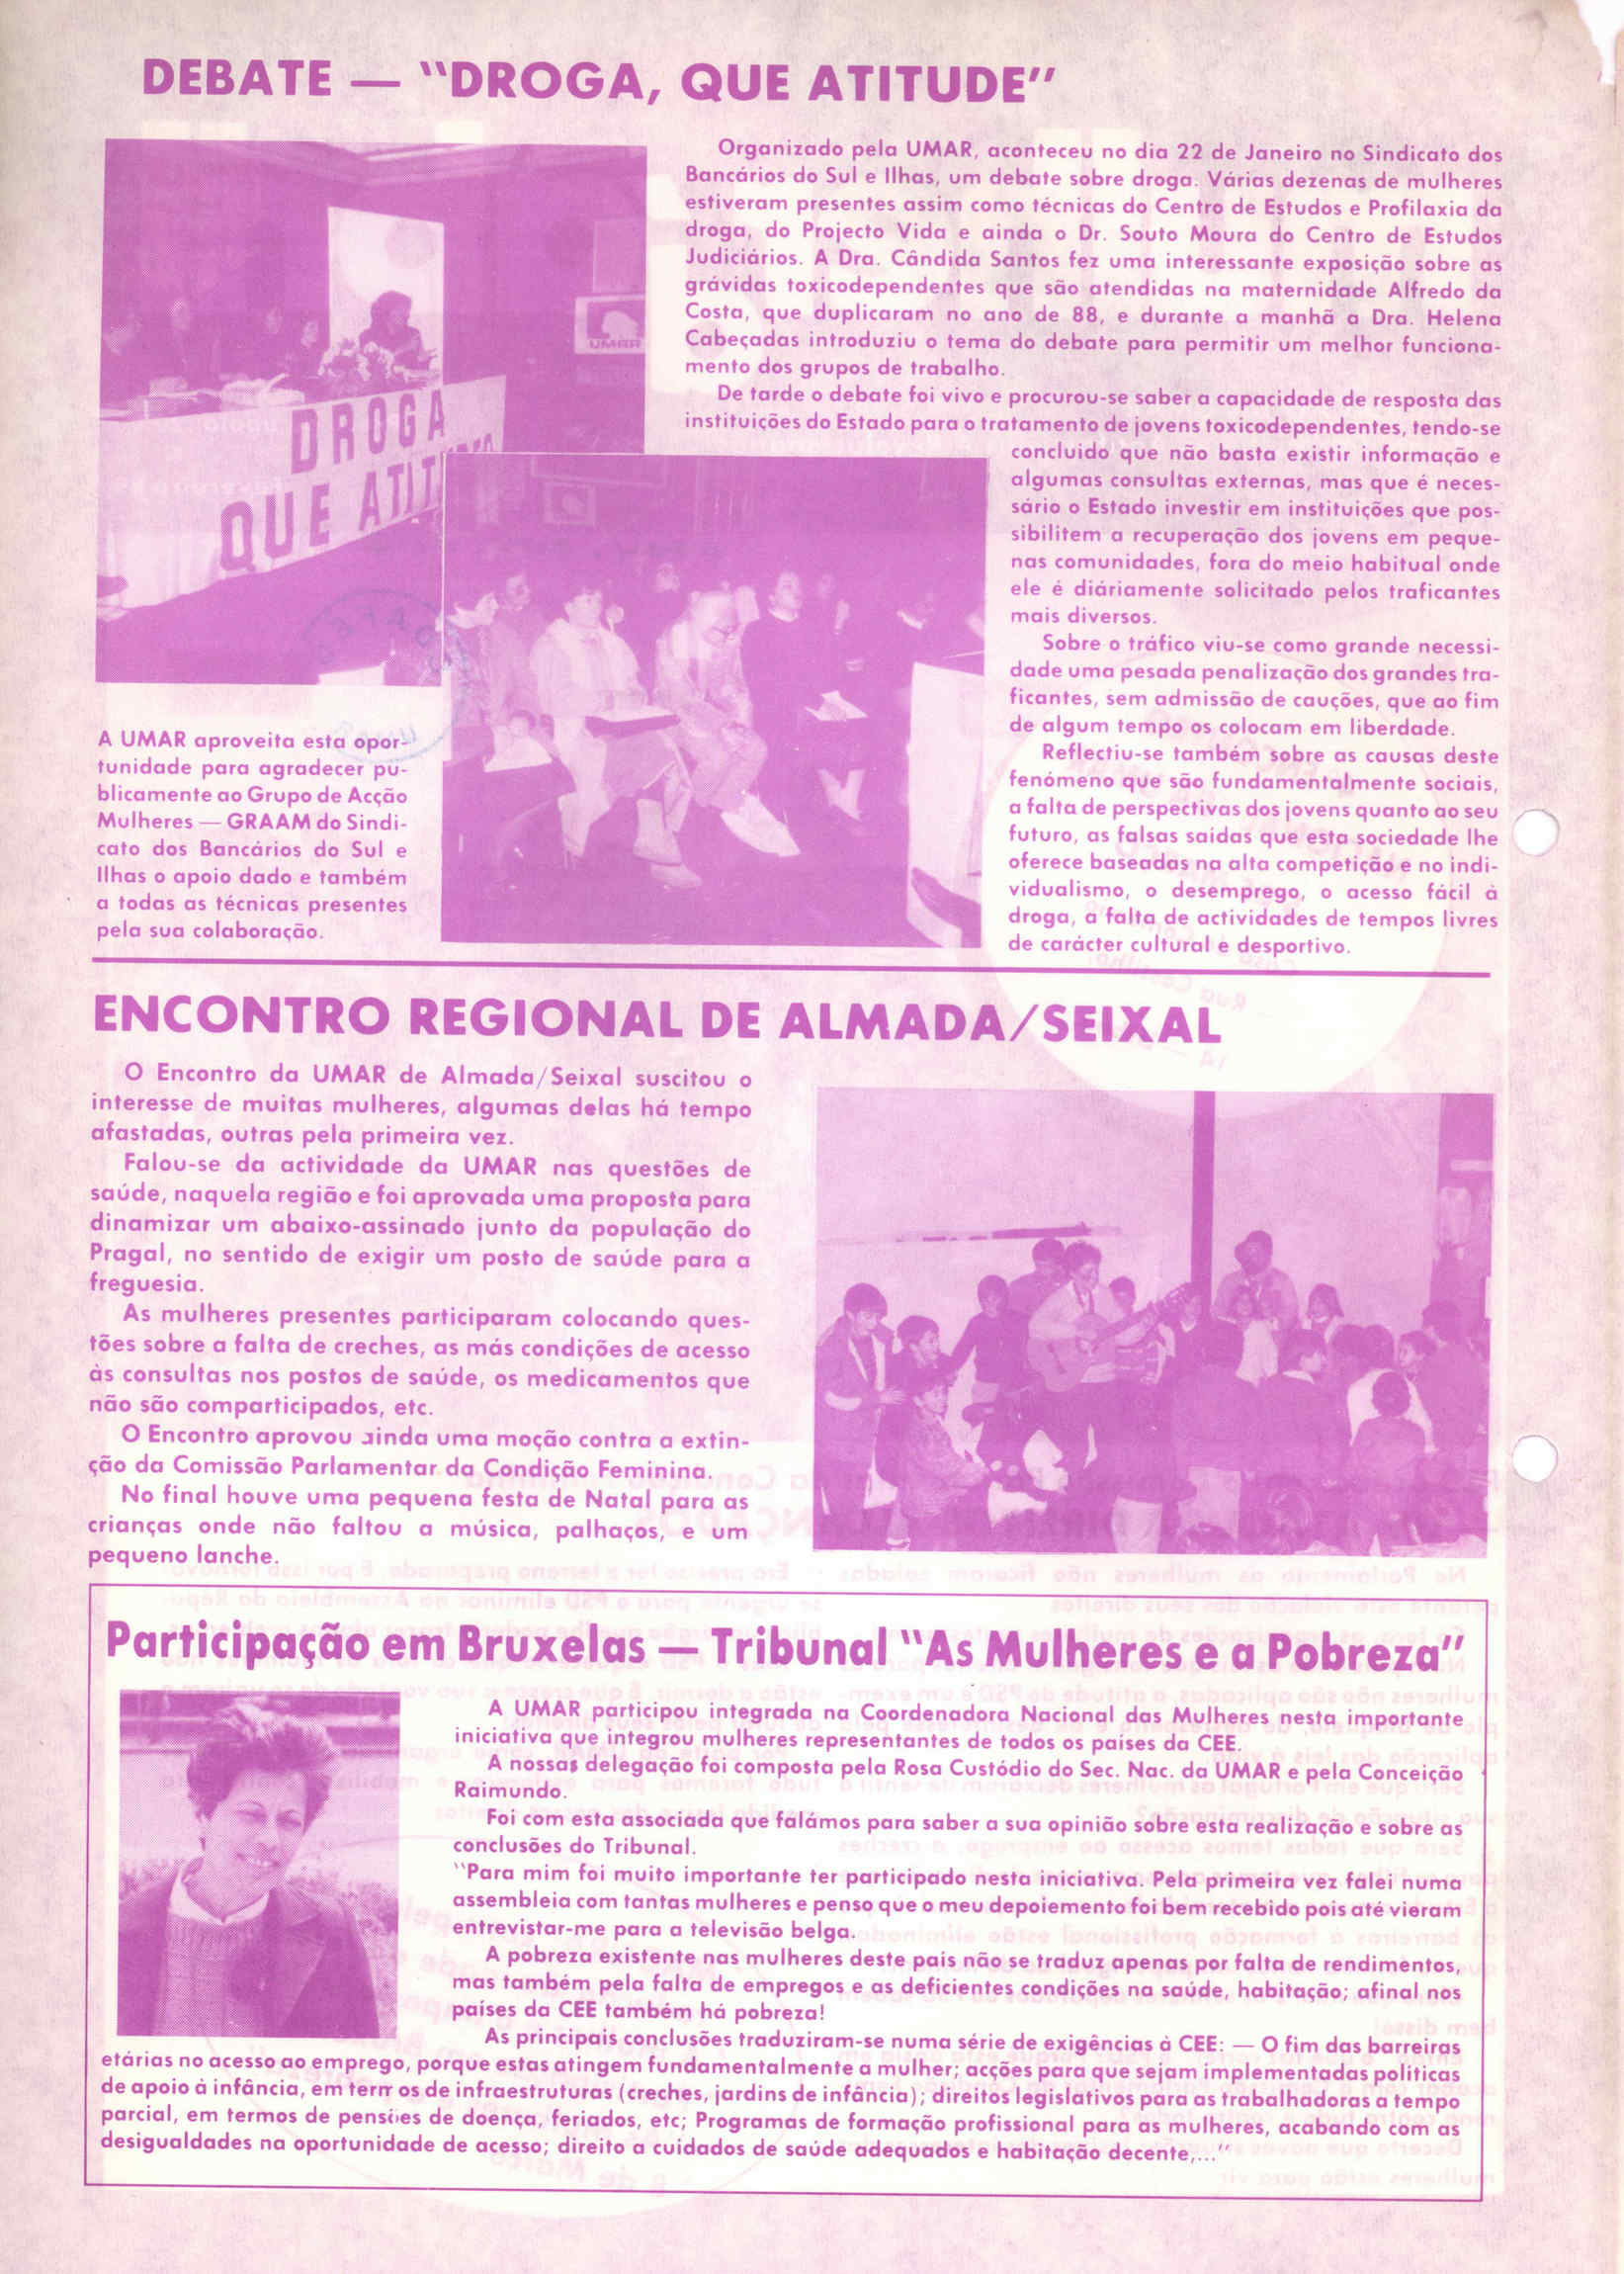 DEBATE — "DROGA, QUE ATITUDE"
Organizado pela UMAR, aconteceu no dia 22 de Janeiro no Sindicato dos
Bancários do Sul e Ilhas, um debate sobre droga. Várias dezenas de mulheres
estiveram presentes assim como técnicas do Centro de Estudos e Profilaxia da
droga, do Projecto Vida e ainda o Dr. Souto Moura do Centro de Estudos
Judiciários. A Dra. Cândida Santos fez uma interessante exposição sobre as
grávidas toxicodependentes que são atendidas na maternidade Alfredo da
Costa, que duplicaram no ano de 88, e durante a manhã a Dra. Helena
Cabeçadas introduziu o tema do debate para permitir um melhor funciona-
mento dos grupos de trabalho.
De tarde o debate foi vivo e procurou-se saber a capacidade de resposta das
instituições do Estado para o tratamento de jovens toxicodependentes, tendo-se
concluido que não basta existir informação e
algumas consultas externas, mas que é neces-
sário o Estado investir em instituições que pos-
sibilitem a recuperação dos jovens em peque-
nas comunidades, fora do meio habitual onde
ele é diáriamente solicitado pelos traficantes
mais diversos.
Sobre o tráfico viu-se como grande necessi-
dade uma pesada penalização dos grandes tra-
ficantes, sem admissão de cauções, que ao fim
de algum tempo os colocam em liberdade.
Reflectiu-se também sobre as causas deste
fenómeno que são fundamentalmente sociais,
a falta de perspectivas dos jovens quanto ao seu
futuro, as falsas saídas que esta sociedade lhe
oferece baseadas na alta competição e no indi-
vidualismo, o desemprego, o acesso fácil à
droga, a falta de actividades de tempos livres
de carácter cultural e desportivo.
UMAR
DROGA
QUE ATIT
A UMAR aproveita esta opor-
tunidade para agradecer pu-
blicamente ao Grupo de Acção
Mulheres — GRAAM do Sindi-
cato dos Bancários do Sul e
Ilhas o apoio dado e também
a todas as técnicas presentes
pela sua colaboração.
ENCONTRO REGIONAL DE ALMADA/SEIXAL
O Encontro da UMAR de Almada/Seixal suscitou o
interesse de muitas mulheres, algumas delas há tempo
afastadas, outras pela primeira vez.
Falou-se da actividade da UMAR nas questões de
saúde, naquela região e foi aprovada uma proposta para
dinamizar um abaixo-assinado junto da população do
Pragal, no sentido de exigir um posto de saúde para a
freguesia.
As mulheres presentes participaram colocando ques-
tões sobre a falta de creches, as más condições de acesso
às consultas nos postos de saúde, os medicamentos que
não são comparticipados, etc.
O Encontro aprovou ainda uma moção contra a extin-
ção da Comissão Parlamentar da Condição Feminina.
No final houve uma pequena festa de Natal para as
crianças onde não faltou a música, palhaços, e um
pequeno lanche.
Participação em Bruxelas — Tribunal "As Mulheres e a Pobreza"
A UMAR participou integrada na Coordenadora Nacional das Mulheres nesta importante
iniciativa que integrou mulheres representantes de todos os países da CEE.
A nossas delegação foi composta pela Rosa Custódio do Sec. Nac. da UMAR e pela Conceição
Raimundo.
Foi com esta associada que falámos para saber a sua opinião sobre esta realização e sobre as
conclusões do Tribunal.
"Para mim foi muito importante ter participado nesta iniciativa. Pela primeira vez falei numa
assembleia com tantas mulheres e penso que o meu depoiemento foi bem recebido pois até vieram
entrevistar-me para a televisão belga.
A pobreza existente nas mulheres deste país não se traduz apenas por falta de rendimentos,
mas também pela falta de empregos e as deficientes condições na saúde, habitação; afinal nos
países da CEE também há pobreza!
As principais conclusões traduziram-se numa série de exigências à CEE: — O fim das barreiras
etárias no acesso ao emprego, porque estas atingem fundamentalmente a mulher; acções para que sejam implementadas políticas
de apoio à infância, em termos de infraestruturas (creches, jardins de infância); direitos legislativos para as trabalhadoras a tempo
parcial, em termos de pensões de doença, feriados, etc; Programas de formação profissional para as mulheres, acabando com as
desigualdades na oportunidade de acesso; direito a cuidados de saúde adequados e habitação decente,..."